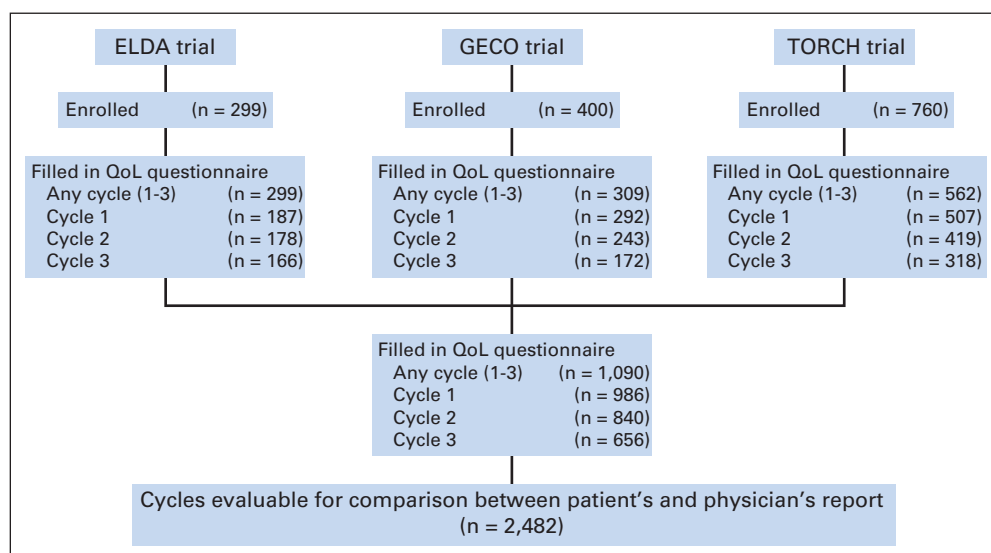 ELDA trial
Enrolled (n = 299)
Filled in QoL questionnaire
Any cycle (1-3) (n = 299)
Cycle 1 (n = 187)
Cycle 2 (n = 178)
Cycle 3 (n = 166)
GECO trial
Enrolled (n = 400)
Filled in QoL questionnaire
Any cycle (1-3) (n = 309)
Cycle 1 (n = 292)
Cycle 2 (n = 243)
Cycle 3 (n = 172)
TORCH trial
Enrolled (n = 760)
Filled in QoL questionnaire
Any cycle (1-3) (n = 562)
Cycle 1 (n = 507)
Cycle 2 (n = 419)
Cycle 3 (n = 318)
Filled in QoL questionnaire
Any cycle (1-3) (n = 1,090)
Cycle 1 (n = 986)
Cycle 2 (n = 840)
Cycle 3 (n = 656)
Cycles evaluable for comparison between patient's and physician's report
(n = 2,482)